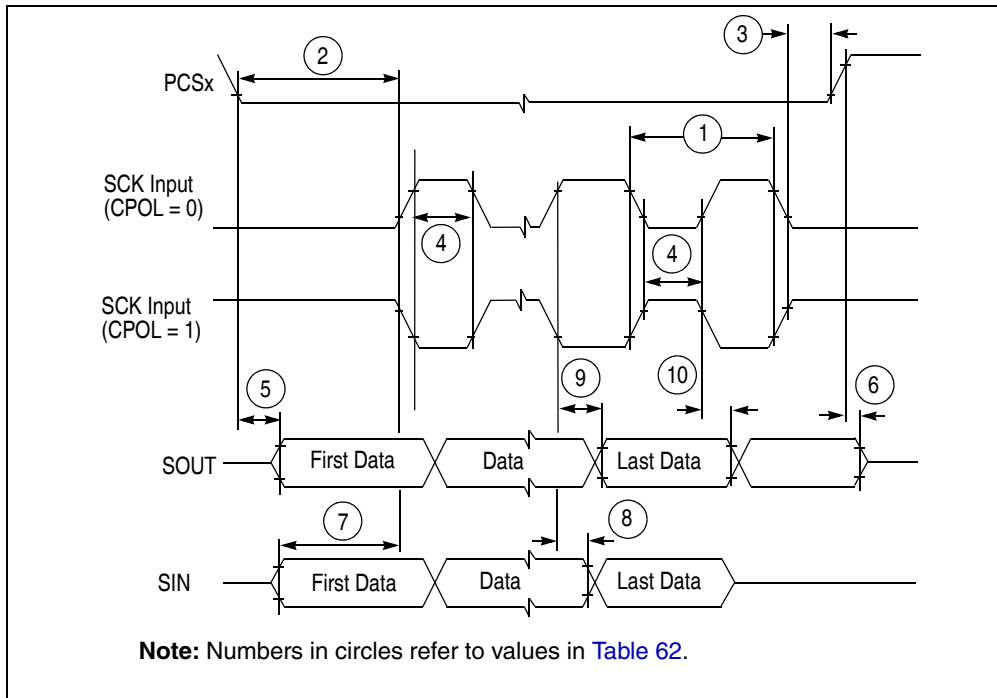 3
2
PCSx
1
SCK Input
(CPOL = 0)
4
4
SCK Input
(CPOL = 1)
5
9
10
6
SOUT
First Data
Data
Last Data
7
8
SIN
First Data
Data
Last Data
Note: Numbers in circles refer to values in Table 62.